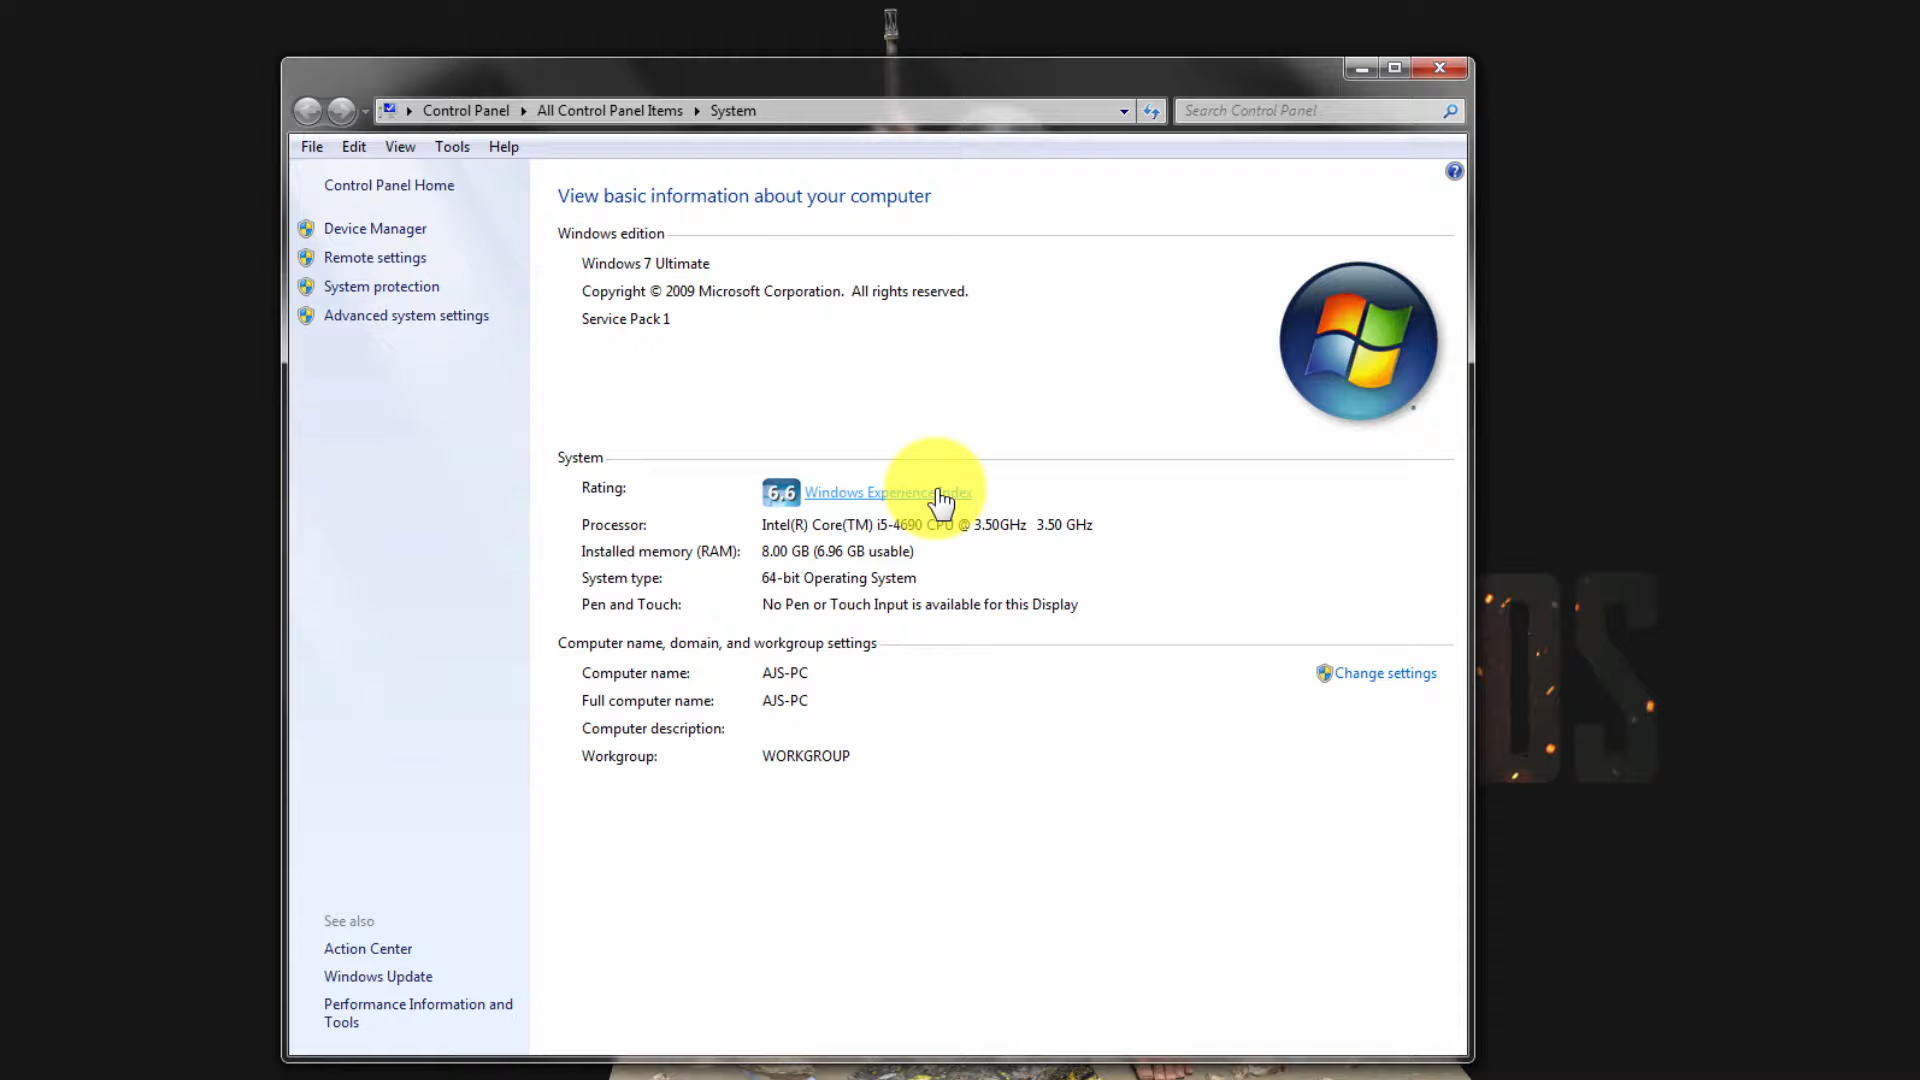 Control Panel
All Control Panel Items
System
Search Control Panel
File Edit View Tools Help
Control Panel Home
Device Manager
Remote settings
System protection
Advanced system settings
See also
Action Center
Windows Update
Performance Information and
Tools
View basic information about your computer
Windows edition
Windows 7 Ultimate
Copyright © 2009 Microsoft Corporation. All rights reserved.
Service Pack 1
System
Rating: 6.6 Windows Experience Index
Processor: Intel(R) Core(TM) i5-4690 CPU @ 3.50GHz 3.50 GHz
Installed memory (RAM): 8.00 GB (6.96 GB usable)
System type: 64-bit Operating System
Pen and Touch: No Pen or Touch Input is available for this Display
Computer name, domain, and workgroup settings
Computer name: AJS-PC Change settings
Full computer name: AJS-PC
Computer description:
Workgroup: WORKGROUP